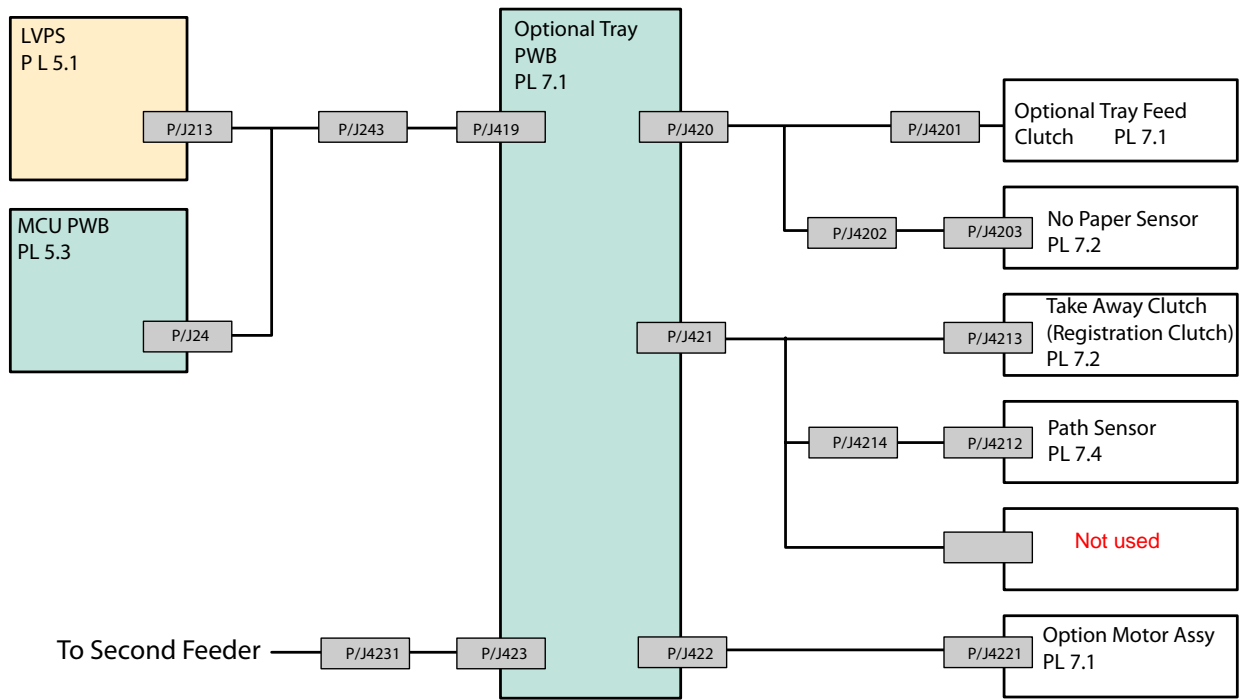 LVPS
P L 5.1
P/J213
P/J243
P/J419
MCU PWB
PL 5.3
P/J24
Optional Tray
PWB
PL 7.1
P/J420
P/J4201
Optional Tray Feed
Clutch PL 7.1
P/J4202
P/J4203
No Paper Sensor
PL 7.2
P/J421
P/J4213
Take Away Clutch
(Registration Clutch)
PL 7.2
P/J4214
P/J4212
Path Sensor
PL 7.4
Not used
To Second Feeder
P/J4231
P/J423
P/J422
P/J4221
Option Motor Assy
PL 7.1